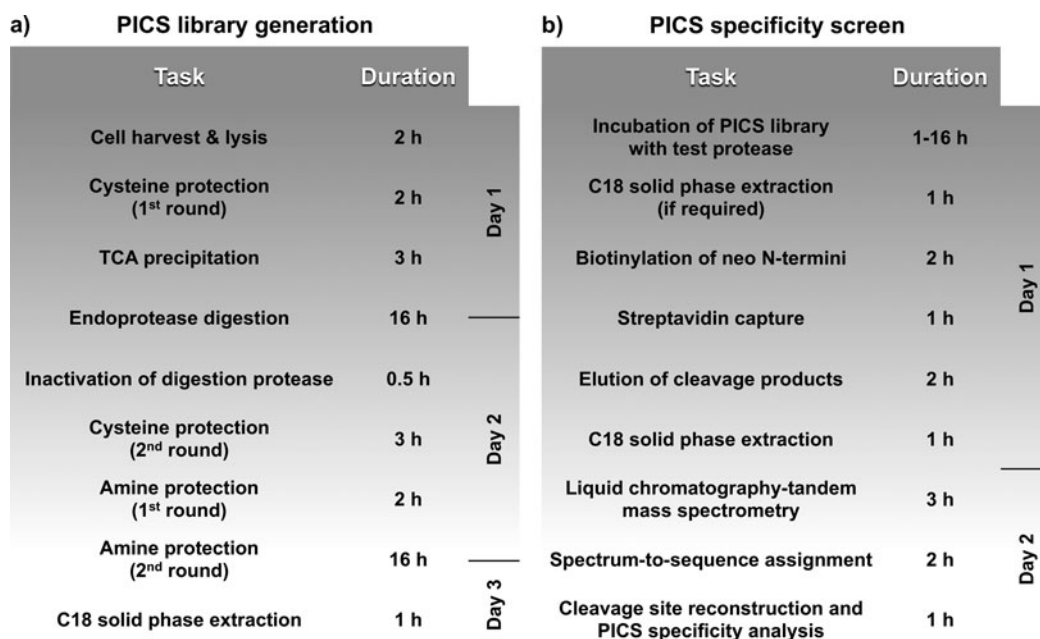 a) PICS library generation
Task Duration
Cell harvest & lysis 2 h
Cysteine protection
(1st round) 2 h
TCA precipitation 3 h
Endoprotease digestion 16 h
Inactivation of digestion protease 0.5 h
Cysteine protection
(2nd round) 3 h
Amine protection
(1st round) 2 h
Amine protection
(2nd round) 16 h
C18 solid phase extraction 1 h
Day 1
Day 2
Day 3
b) PICS specificity screen
Task Duration
Incubation of PICS library
with test protease 1-16 h
C18 solid phase extraction
(if required) 1 h
Biotinylation of neo N-termini 2 h
Streptavidin capture 1 h
Elution of cleavage products 2 h
C18 solid phase extraction 1 h
Liquid chromatography-tandem
mass spectrometry 3 h
Spectrum-to-sequence assignment 2 h
Cleavage site reconstruction and
PICS specificity analysis 1 h
Day 1
Day 2